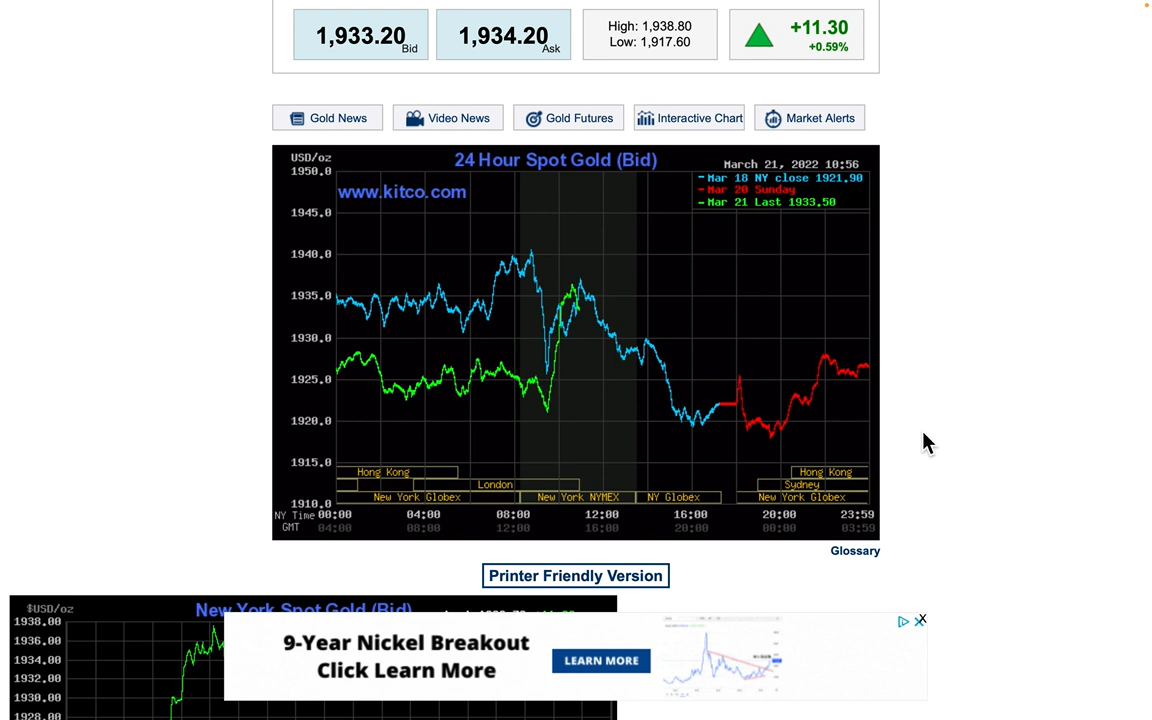 1,933.20 Bid
1,934.20 Ask
High: 1,938.80
Low: 1,917.60
+11.30
+0.59%
Gold News
Video News
Gold Futures
Interactive Chart
Market Alerts
USD/oz
24 Hour Spot Gold (Bid)
March 21, 2022 10:56
www.kitco.com
Mar 18 NY close 1921.90
Mar 20 Sunday
Mar 21 Last 1933.50
1950.0
1945.0
1940.0
1935.0
1930.0
1925.0
1920.0
1915.0
1910.0
Hong Kong
Hong Kong
London
Sydney
New York Globex
New York NYMEX
NY Globex
New York Globex
NY Time 00:00 04:00 08:00 12:00 16:00 20:00 23:59
GMT 04:00 08:00 12:00 16:00 20:00 00:00 03:59
Glossary
Printer Friendly Version
$USD/oz
New York Spot Gold (Bid)
1938.00
1936.00
1934.00
1932.00
1930.00
1928.00
9-Year Nickel Breakout
Click Learn More
LEARN MORE
X